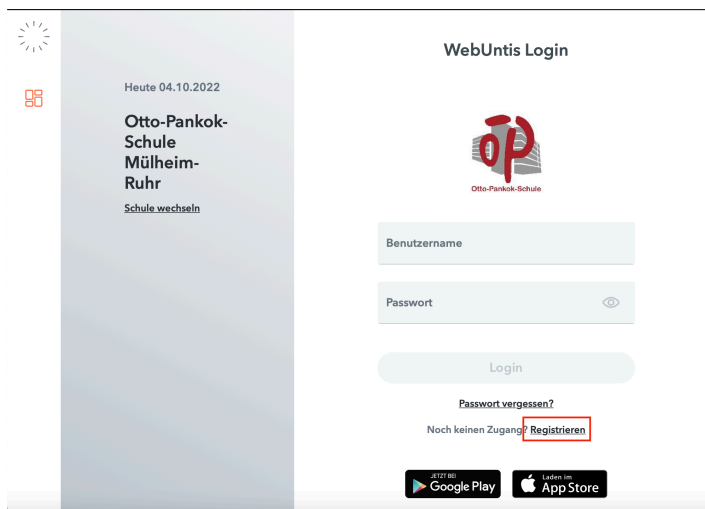 Heute 04.10.2022
Otto-Pankok-
Schule
Mülheim-
Ruhr
Schule wechseln
WebUntis Login
op
Otto-Pankok-Schule
Benutzername
Passwort
Login
Passwort vergessen?
Noch keinen Zugang? Registrieren
JETZT BEI
Google Play
Laden im
App Store